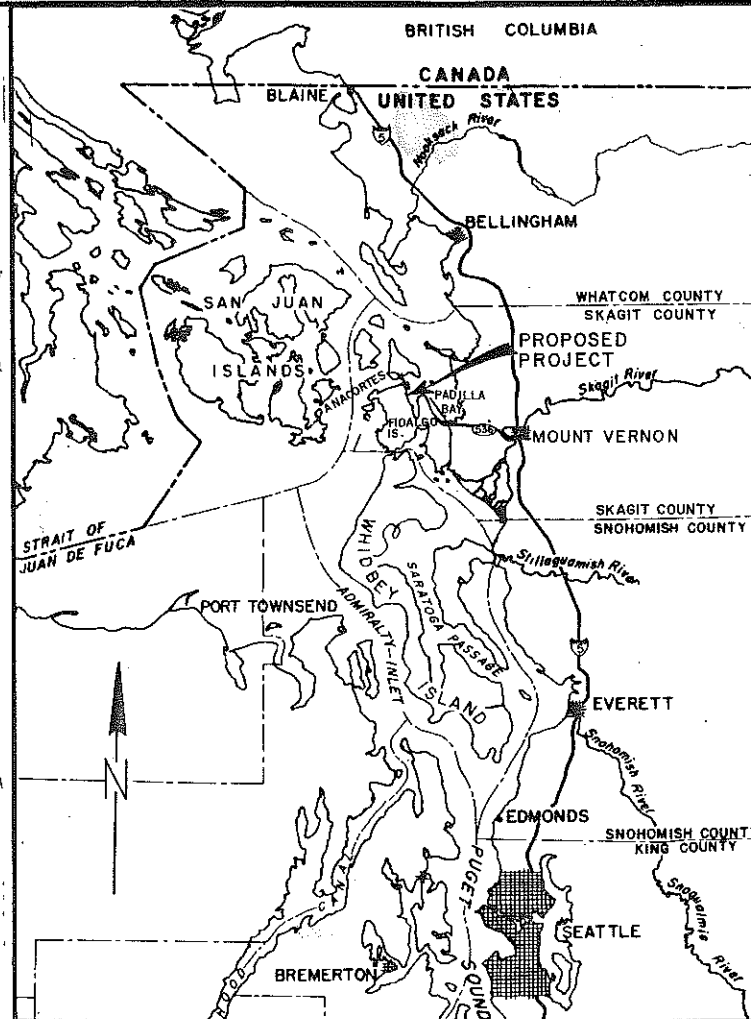 BRITISH COLUMBIA
CANADA
BLAINE
UNITED STATES
5
Nooksack River
BELLINGHAM
SAN JUAN
ISLANDS
WHATCOM COUNTY
SKAGIT COUNTY
PROPOSED
PROJECT
ANACORTES
PADILLA
BAY
FIDALGO
IS.
536
Skagit River
MOUNT VERNON
SKAGIT COUNTY
SNOHOMISH COUNTY
STRAIT OF
JUAN DE FUCA
WHIDBEY
ISLAND
SARATOGA
PASSAGE
Stillaguamish River
PORT TOWNSEND
ADMIRALTY-INLET
5
N
EVERETT
Snohomish River
EDMONDS
SNOHOMISH COUNT
KING COUNTY
HOOD CANAL
PUGET SOUND
SEATTLE
Snoqualmie River
BREMERTON